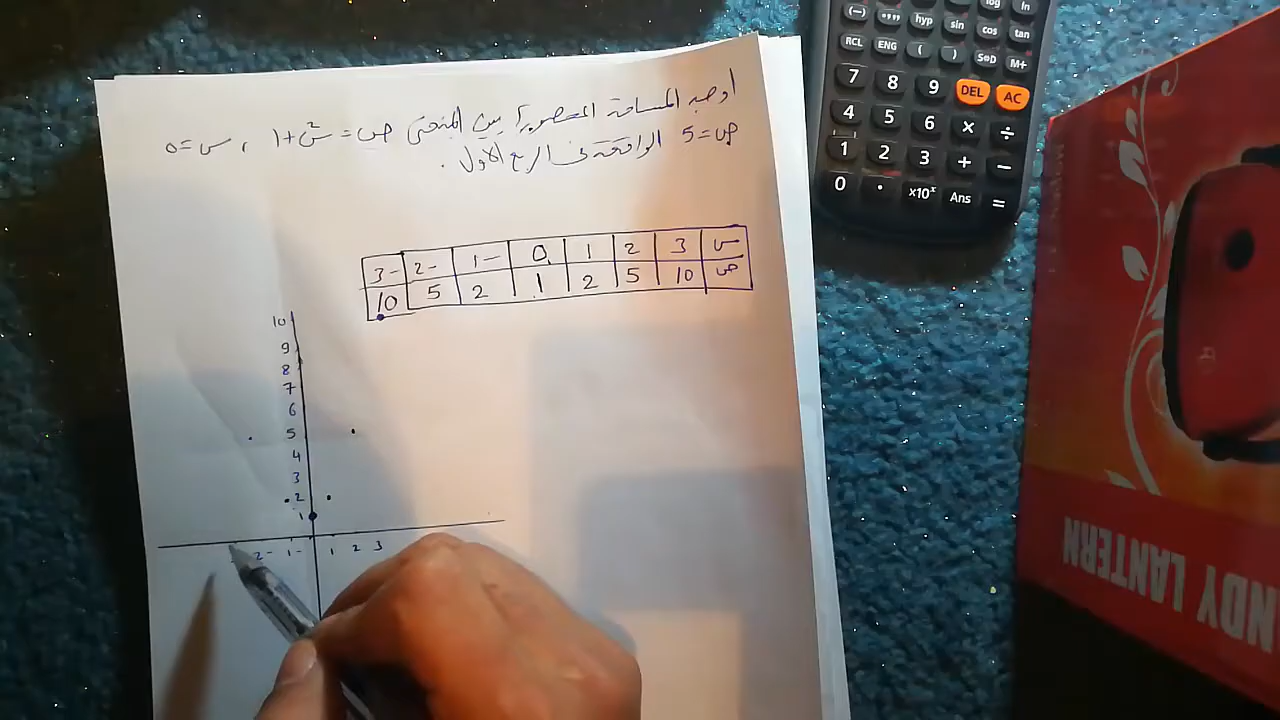 أوجد المساحة المحصورة بين المنحنى ص = س² + 1 ، س = 0
ص = 5 الواقعة في الربع الأول .
س 3 2 1 0 1- 2- 3-
ص 10 5 2 1 2 5 10
10
9
8
7
6
5
4
3
2
1
2- 1- 1 2 3
ln
(-) °'" hyp sin cos tan
RCL ENG ( ) S⇔D M+
7 8 9 DEL AC
4 5 6 × ÷
1 2 3 + −
0 . ×10ˣ Ans =
NDY LANTERN